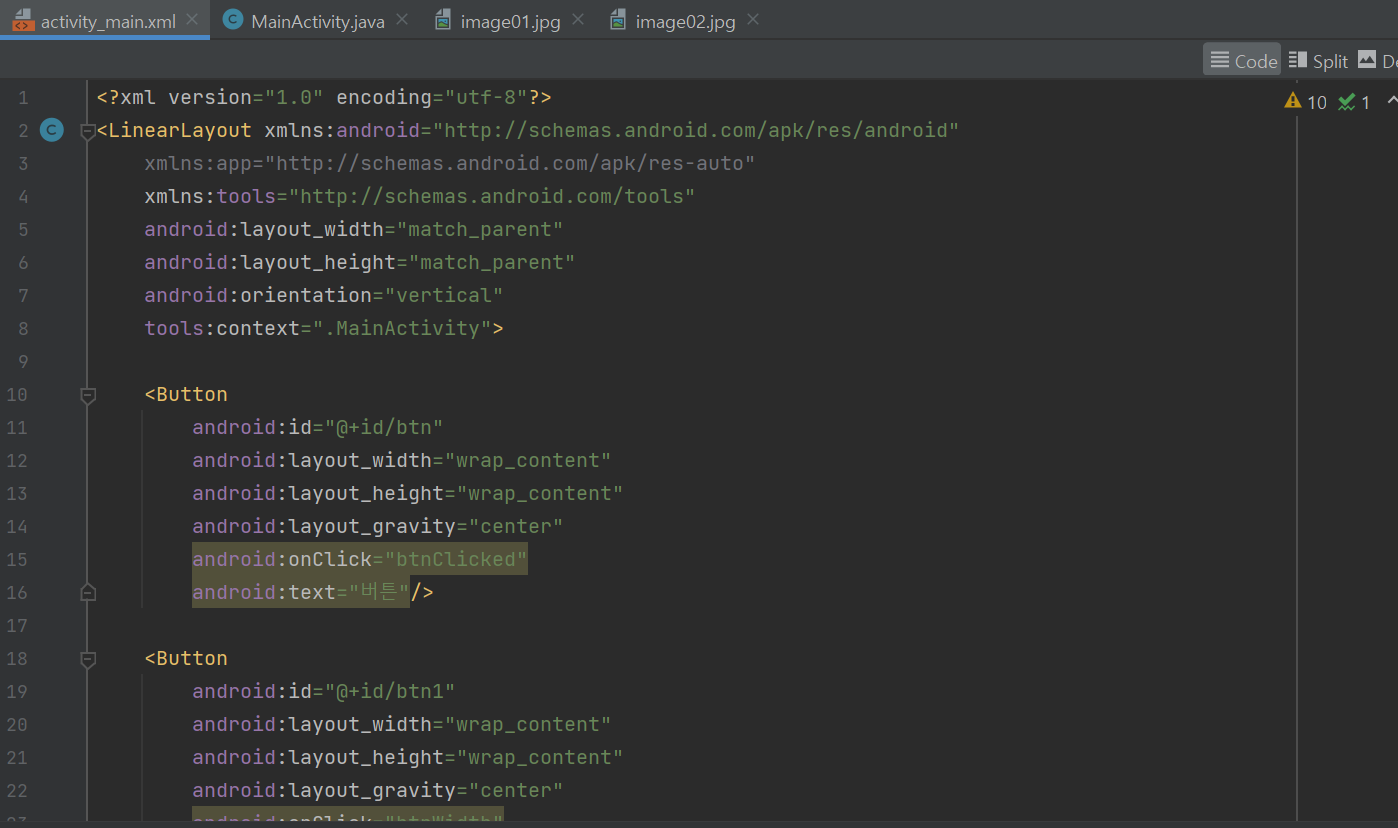 activity_main.xml MainActivity.java image01.jpg image02.jpg
Code Split
10 1
1 <?xml version="1.0" encoding="utf-8"?>
2 <LinearLayout xmlns:android="http://schemas.android.com/apk/res/android"
3 xmlns:app="http://schemas.android.com/apk/res-auto"
4 xmlns:tools="http://schemas.android.com/tools"
5 android:layout_width="match_parent"
6 android:layout_height="match_parent"
7 android:orientation="vertical"
8 tools:context=".MainActivity">
9
10 <Button
11 android:id="@+id/btn"
12 android:layout_width="wrap_content"
13 android:layout_height="wrap_content"
14 android:layout_gravity="center"
15 android:onClick="btnClicked"
16 android:text="버튼"/>
17
18 <Button
19 android:id="@+id/btn1"
20 android:layout_width="wrap_content"
21 android:layout_height="wrap_content"
22 android:layout_gravity="center"
23 android:onClick="btnWidth"